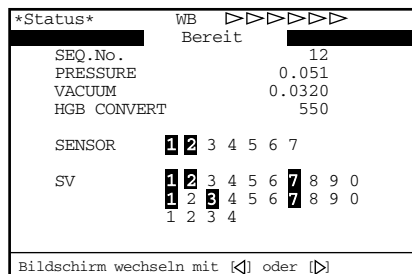 *Status* WB ▷▷▷▷▷▷
Bereit
SEQ.No. 12
PRESSURE 0.051
VACUUM 0.0320
HGB CONVERT 550
SENSOR 1 2 3 4 5 6 7
SV 1 2 3 4 5 6 7 8 9 0
1 2 3 4 5 6 7 8 9 0
1 2 3 4
Bildschirm wechseln mit [◁] oder [▷]